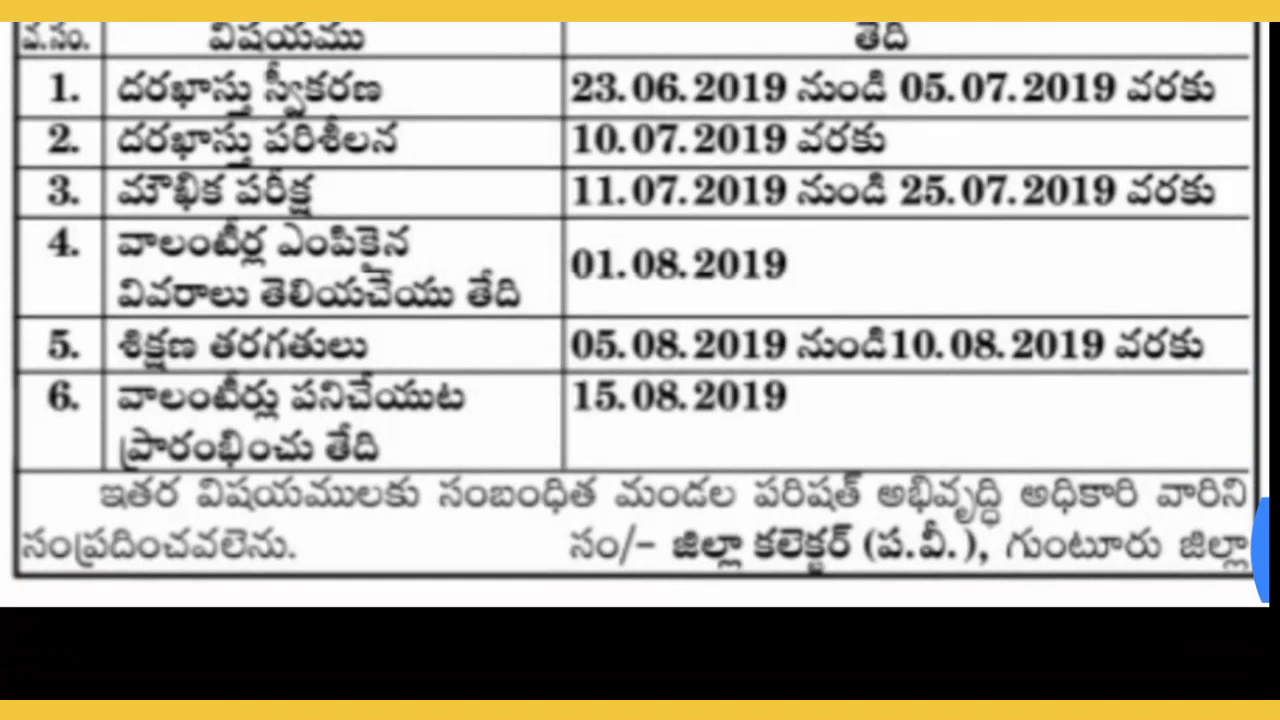 వ.సం. విషయము తేది
1. దరఖాస్తు స్వీకరణ 23.06.2019 నుండి 05.07.2019 వరకు
2. దరఖాస్తు పరిశీలన 10.07.2019 వరకు
3. మౌఖిక పరీక్ష 11.07.2019 నుండి 25.07.2019 వరకు
4. వాలంటీర్ల ఎంపికైన
వివరాలు తెలియచేయు తేది 01.08.2019
5. శిక్షణ తరగతులు 05.08.2019 నుండి10.08.2019 వరకు
6. వాలంటీర్లు పనిచేయుట 15.08.2019
ప్రారంభించు తేది
ఇతర విషయములకు సంబంధిత మండల పరిషత్ అభివృద్ధి అధికారి వారిని
సంప్రదించవలెను. సం/- జిల్లా కలెక్టర్ (ప.వీ.), గుంటూరు జిల్లా